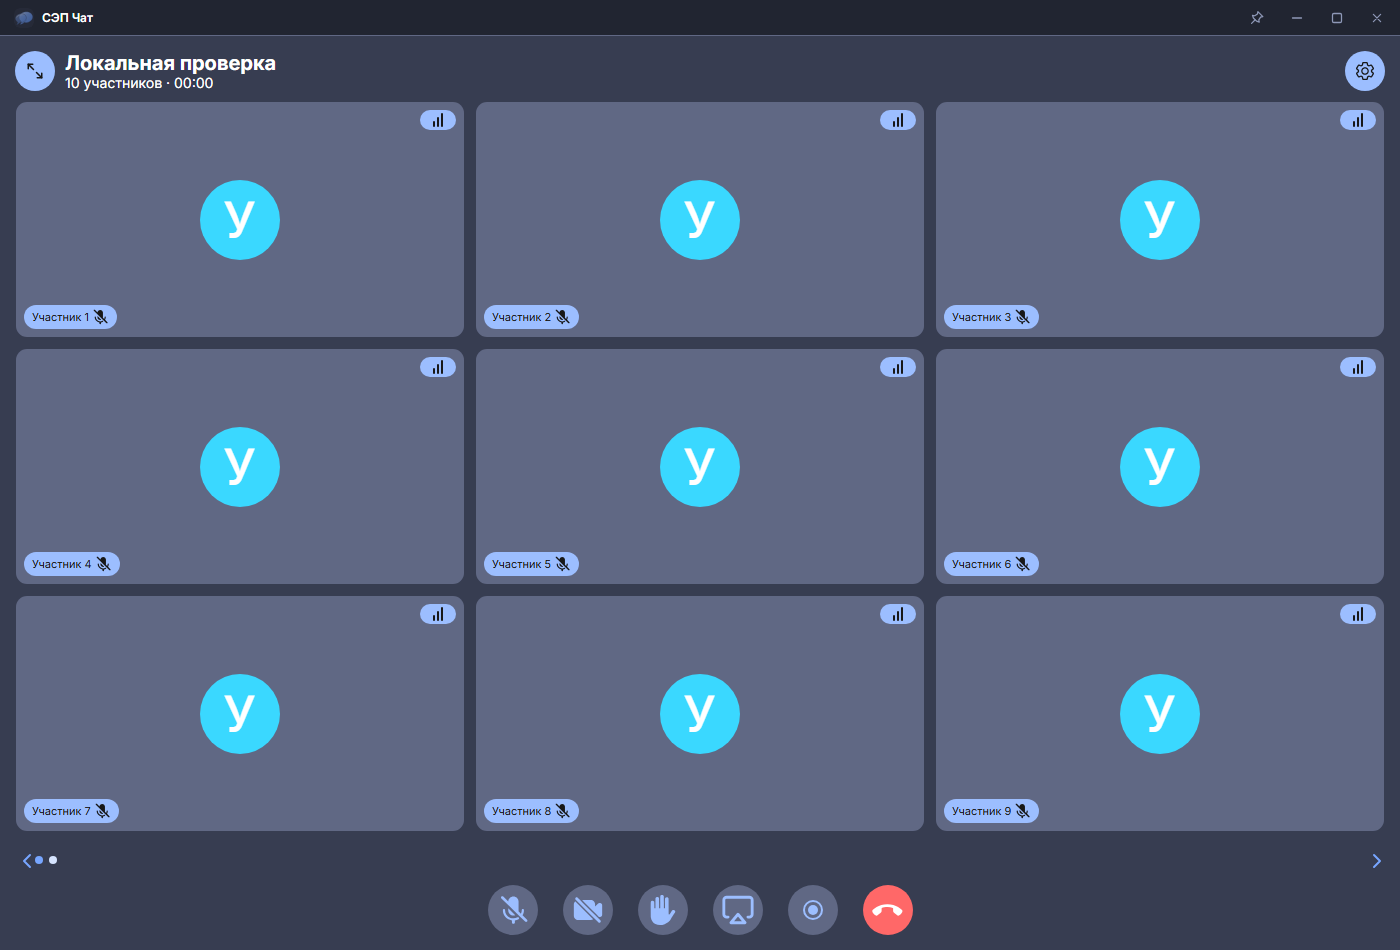 СЭП Чат
Локальная проверка
10 участников · 00:00
У
У
У
Участник 1
Участник 2
Участник 3
У
У
У
Участник 4
Участник 5
Участник 6
У
У
У
Участник 7
Участник 8
Участник 9